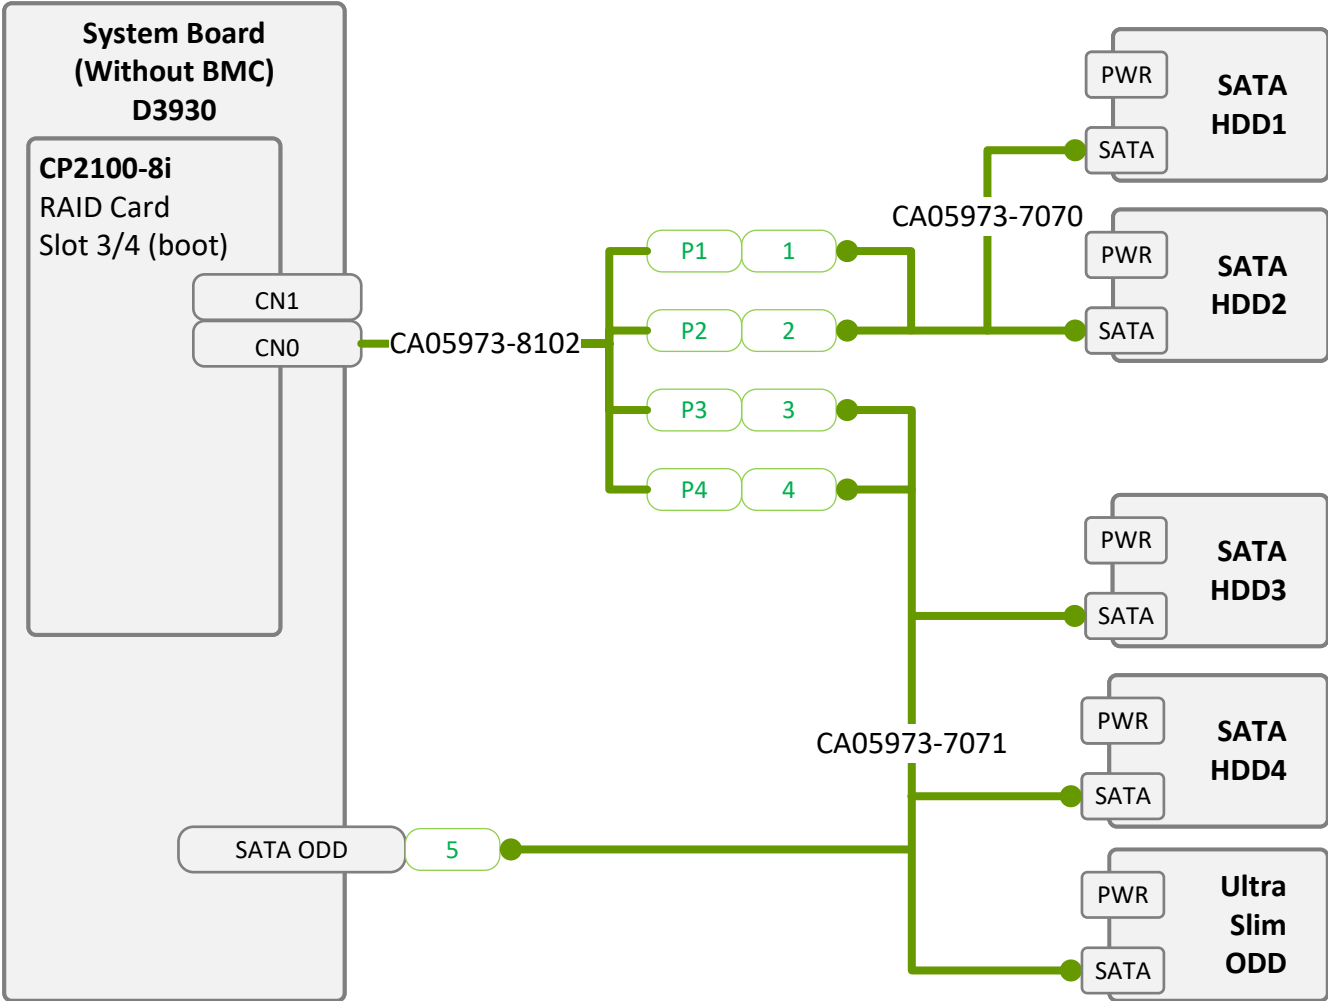 System Board
(Without BMC)
D3930
CP2100-8i
RAID Card
Slot 3/4 (boot)
CN1
CN0
CA05973-8102
P1 1
P2 2
P3 3
P4 4
CA05973-7070
CA05973-7071
SATA ODD 5
PWR
SATA
SATA
HDD1
PWR
SATA
SATA
HDD2
PWR
SATA
SATA
HDD3
PWR
SATA
SATA
HDD4
PWR
SATA
Ultra
Slim
ODD